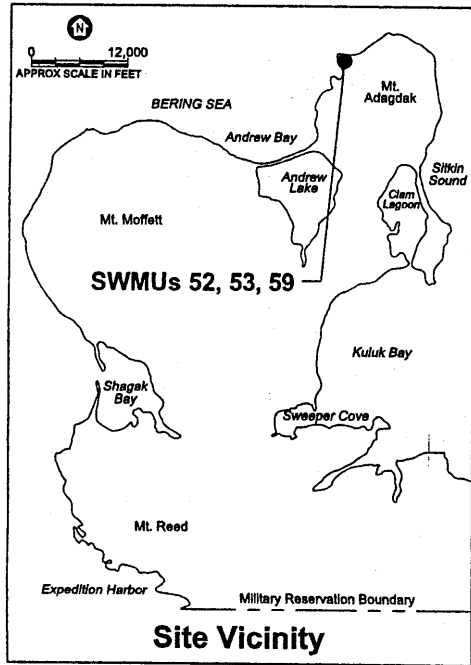 N
0 12,000
APPROX SCALE IN FEET
BERING SEA
Mt.
Adagdak
Andrew Bay
Andrew
Lake
Sitkin
Sound
Clam
Lagoon
Mt. Moffett
SWMUs 52, 53, 59
Kuluk Bay
Shagak
Bay
Sweeper Cove
Mt. Reed
Expedition Harbor
Military Reservation Boundary
Site Vicinity